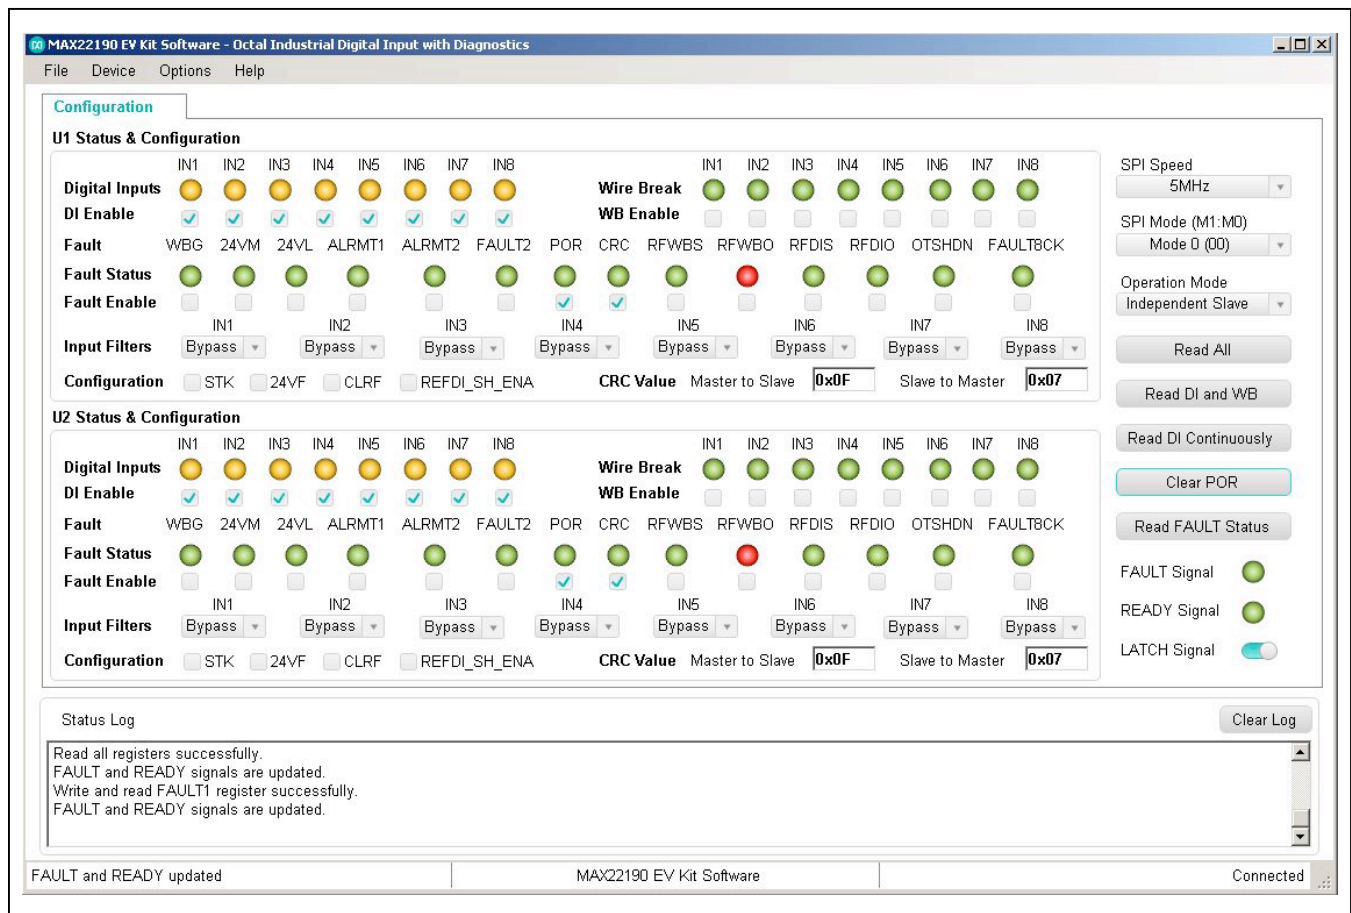 MAX22190 EV Kit Software - Octal Industrial Digital Input with Diagnostics
File Device Options Help
Configuration
U1 Status & Configuration
IN1 IN2 IN3 IN4 IN5 IN6 IN7 IN8 IN1 IN2 IN3 IN4 IN5 IN6 IN7 IN8
Digital Inputs Wire Break
DI Enable WB Enable
Fault WBG 24VM 24VL ALRMT1 ALRMT2 FAULT2 POR CRC RFWBS RFWBO RFDIS RFDIO OTSHDN FAULT8CK
Fault Status
Fault Enable
IN1 IN2 IN3 IN4 IN5 IN6 IN7 IN8
Input Filters Bypass Bypass Bypass Bypass Bypass Bypass Bypass Bypass
Configuration STK 24VF CLRF REFDI_SH_ENA CRC Value Master to Slave 0x0F Slave to Master 0x07
U2 Status & Configuration
IN1 IN2 IN3 IN4 IN5 IN6 IN7 IN8 IN1 IN2 IN3 IN4 IN5 IN6 IN7 IN8
Digital Inputs Wire Break
DI Enable WB Enable
Fault WBG 24VM 24VL ALRMT1 ALRMT2 FAULT2 POR CRC RFWBS RFWBO RFDIS RFDIO OTSHDN FAULT8CK
Fault Status
Fault Enable
IN1 IN2 IN3 IN4 IN5 IN6 IN7 IN8
Input Filters Bypass Bypass Bypass Bypass Bypass Bypass Bypass Bypass
Configuration STK 24VF CLRF REFDI_SH_ENA CRC Value Master to Slave 0x0F Slave to Master 0x07
SPI Speed
5MHz
SPI Mode (M1:M0)
Mode 0 (00)
Operation Mode
Independent Slave
Read All
Read DI and WB
Read DI Continuously
Clear POR
Read FAULT Status
FAULT Signal
READY Signal
LATCH Signal
Status Log
Clear Log
Read all registers successfully.
FAULT and READY signals are updated.
Write and read FAULT1 register successfully.
FAULT and READY signals are updated.
FAULT and READY updated MAX22190 EV Kit Software Connected